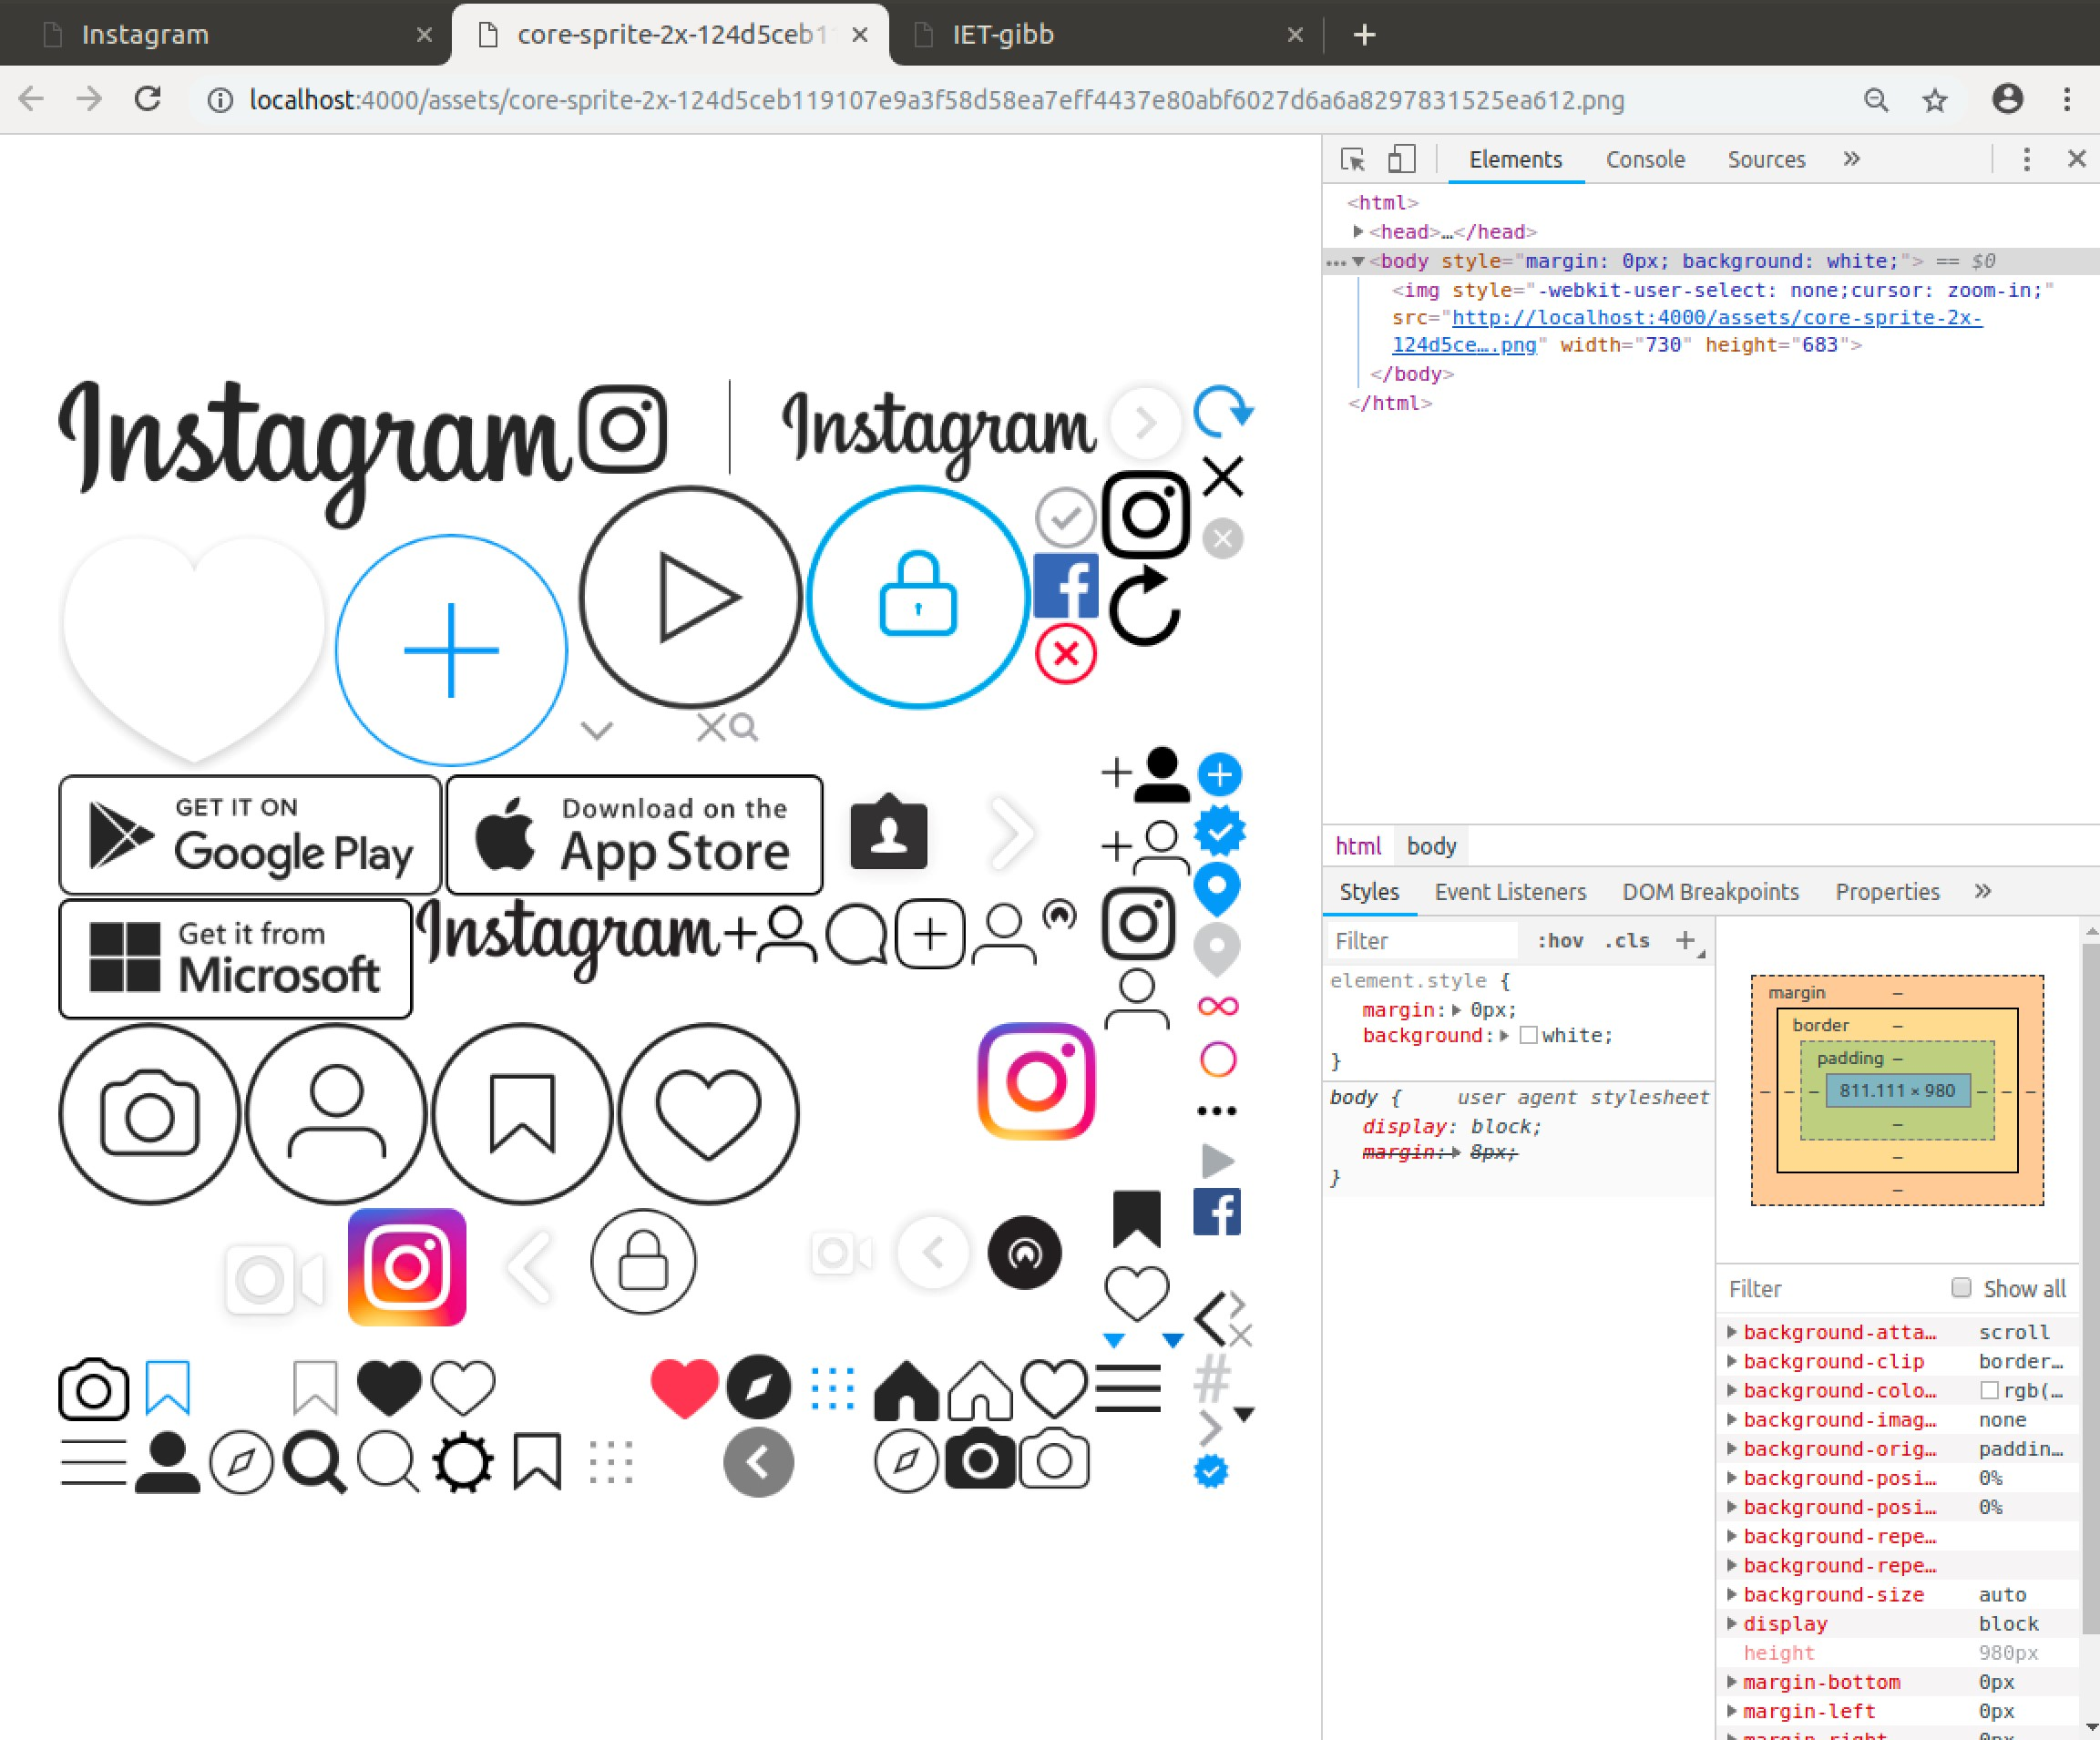 Instagram
core-sprite-2x-124d5ceb1
IET-gibb
localhost:4000/assets/core-sprite-2x-124d5ceb119107e9a3f58d58ea7eff4437e80abf6027d6a6a8297831525ea612.png
Elements Console Sources »
<html>
<head>…</head>
<body style="margin: 0px; background: white;"> == $0
<img style="-webkit-user-select: none;cursor: zoom-in;"
src="http://localhost:4000/assets/core-sprite-2x-
124d5ce….png" width="730" height="683">
</body>
</html>
Instagram
Instagram
GET IT ON
Google Play
Download on the
App Store
Get it from
Microsoft
Instagram
#
html body
Styles Event Listeners DOM Breakpoints Properties »
Filter :hov .cls +
element.style {
margin: 0px;
background: white;
}
body { user agent stylesheet
display: block;
margin: 8px;
}
margin –
border –
padding –
– – – 811.111 × 980 – – –
–
–
–
Filter Show all
background-atta… scroll
background-clip border…
background-colo… rgb(…
background-imag… none
background-orig… paddin…
background-posi… 0%
background-posi… 0%
background-repe…
background-repe…
background-size auto
display block
height 980px
margin-bottom 0px
margin-left 0px
margin-right 0px